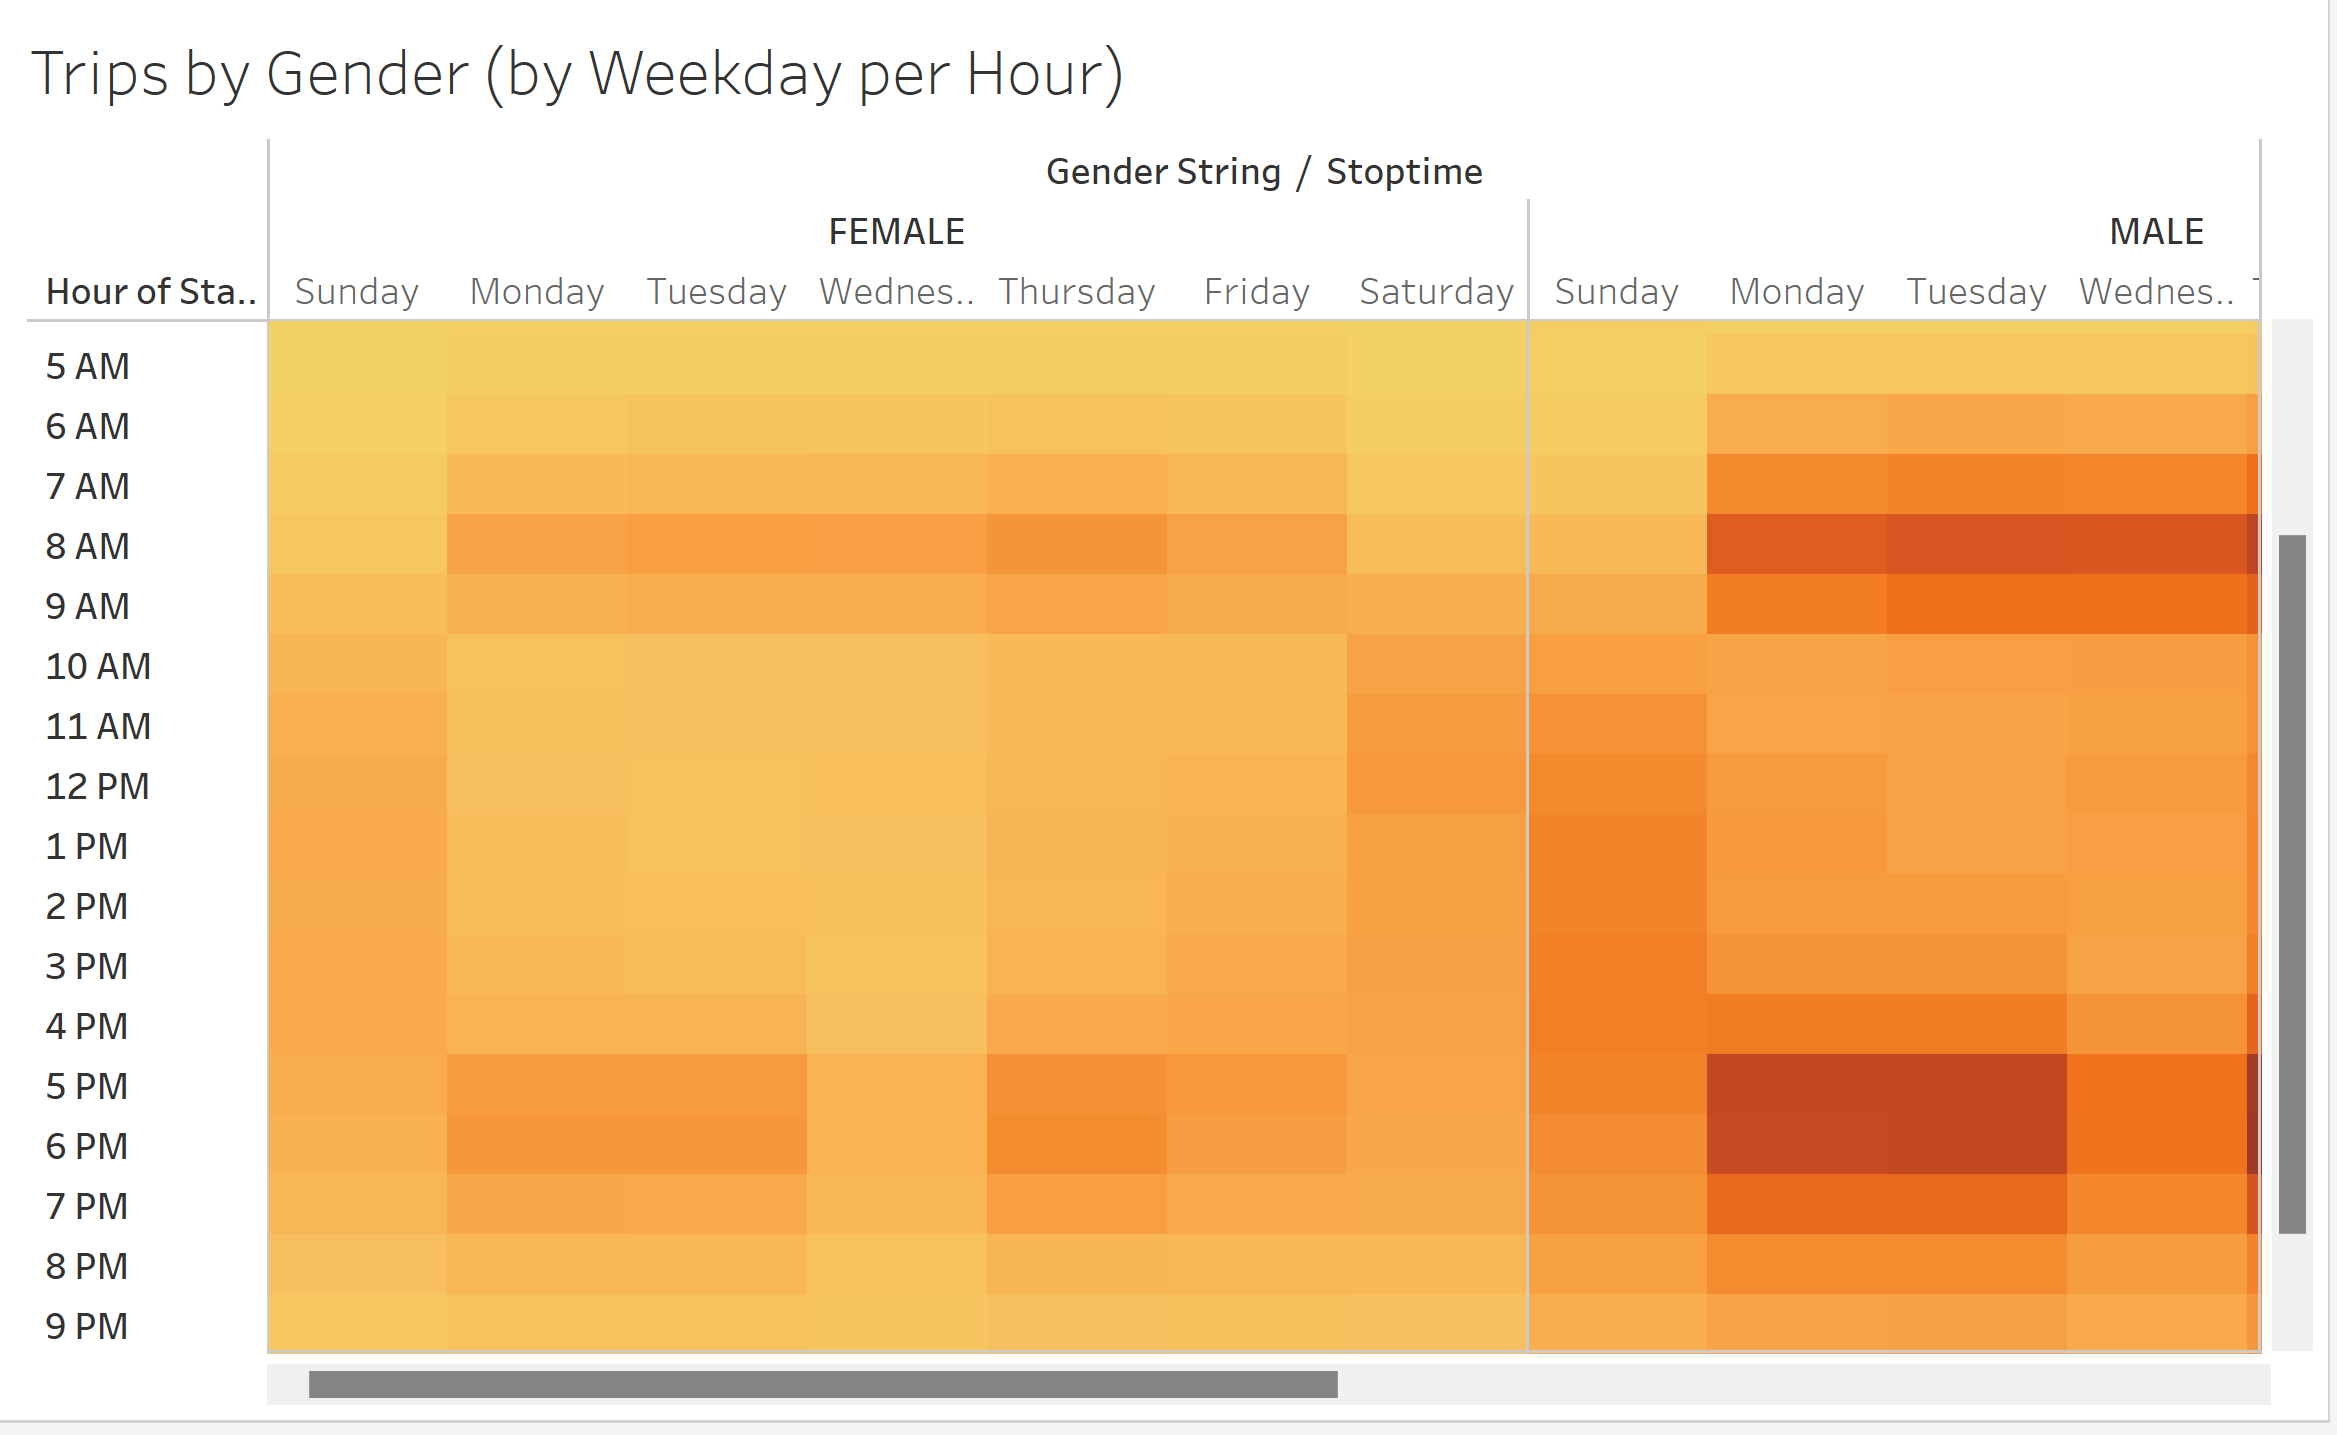 Trips by Gender (by Weekday per Hour)
Gender String / Stoptime
FEMALE MALE
Hour of Sta.. Sunday Monday Tuesday Wednes.. Thursday Friday Saturday Sunday Monday Tuesday Wednes..
5 AM
6 AM
7 AM
8 AM
9 AM
10 AM
11 AM
12 PM
1 PM
2 PM
3 PM
4 PM
5 PM
6 PM
7 PM
8 PM
9 PM